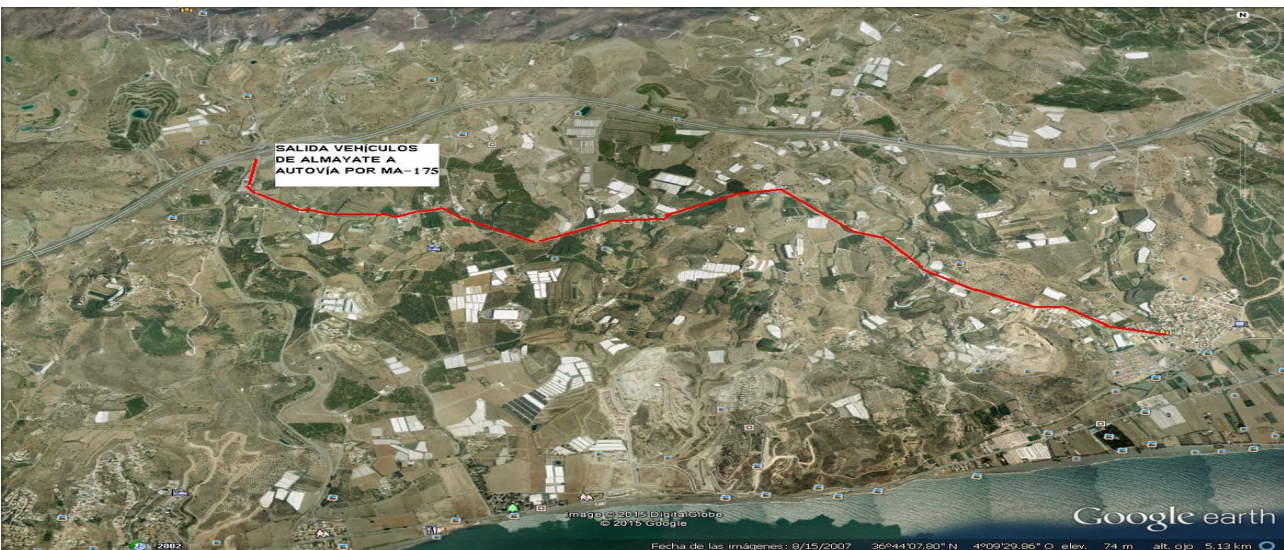 N
SALIDA VEHÍCULOS
DE ALMAYATE A
AUTOVÍA POR MA-175
Image © 2015 DigitalGlobe
© 2015 Google
Google earth
2002
Fecha de las imágenes: 8/15/2007 36°44'07.80" N 4°09'29.86" O elev. 74 m alt. ojo 5.13 km